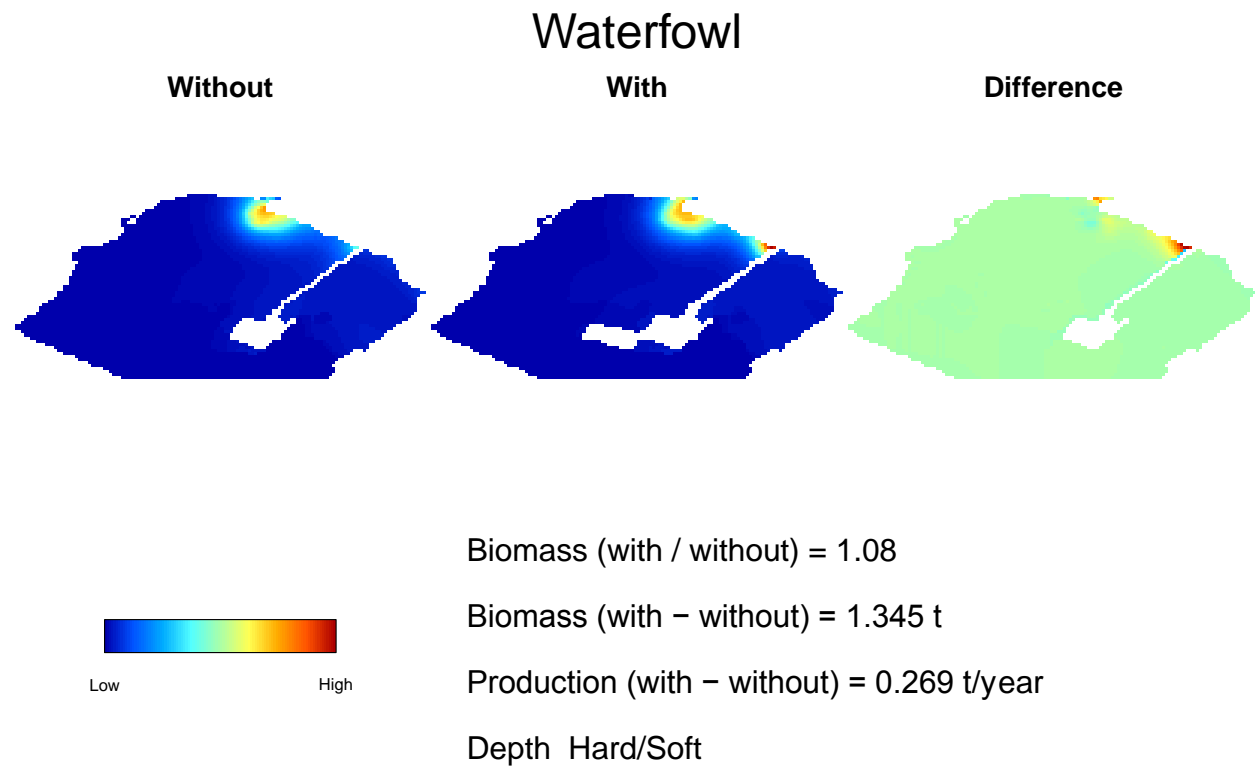 Waterfowl
Without
With
Difference
Biomass (with / without) = 1.08
Biomass (with − without) = 1.345 t
Low
High
Production (with − without) = 0.269 t/year
Depth  Hard/Soft